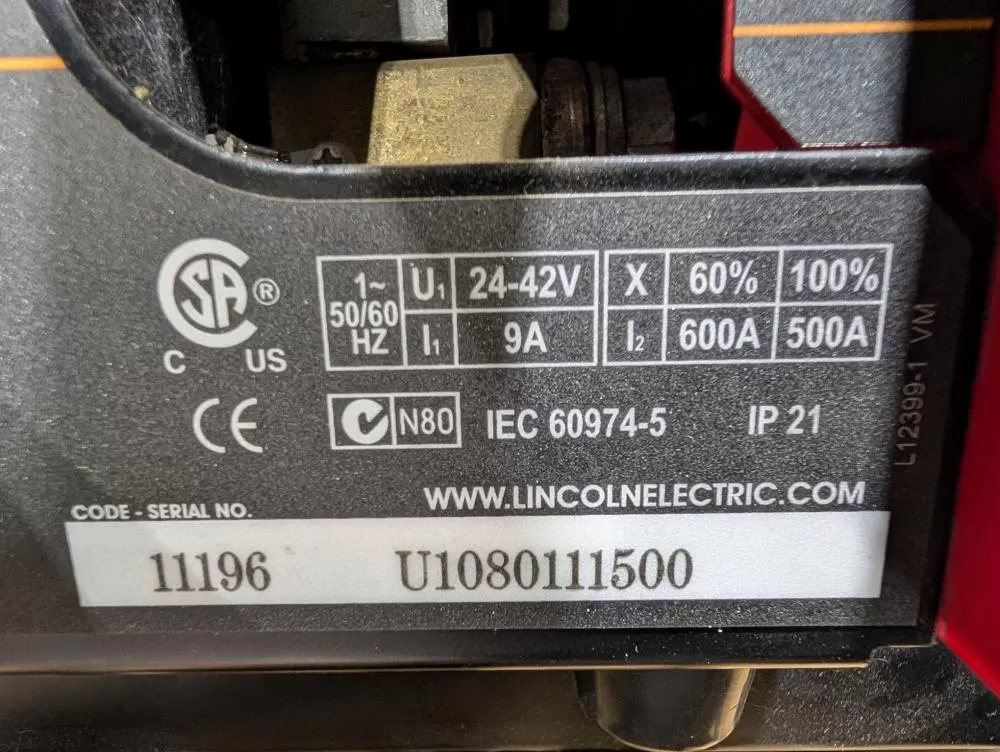 CSA ®
C US
1~ 50/60 HZ U1 24-42V X 60% 100%
I1 9A I2 600A 500A
CE N80 IEC 60974-5 IP 21
WWW.LINCOLNELECTRIC.COM
CODE - SERIAL NO.
11196 U1080111500
L12399-1 VM